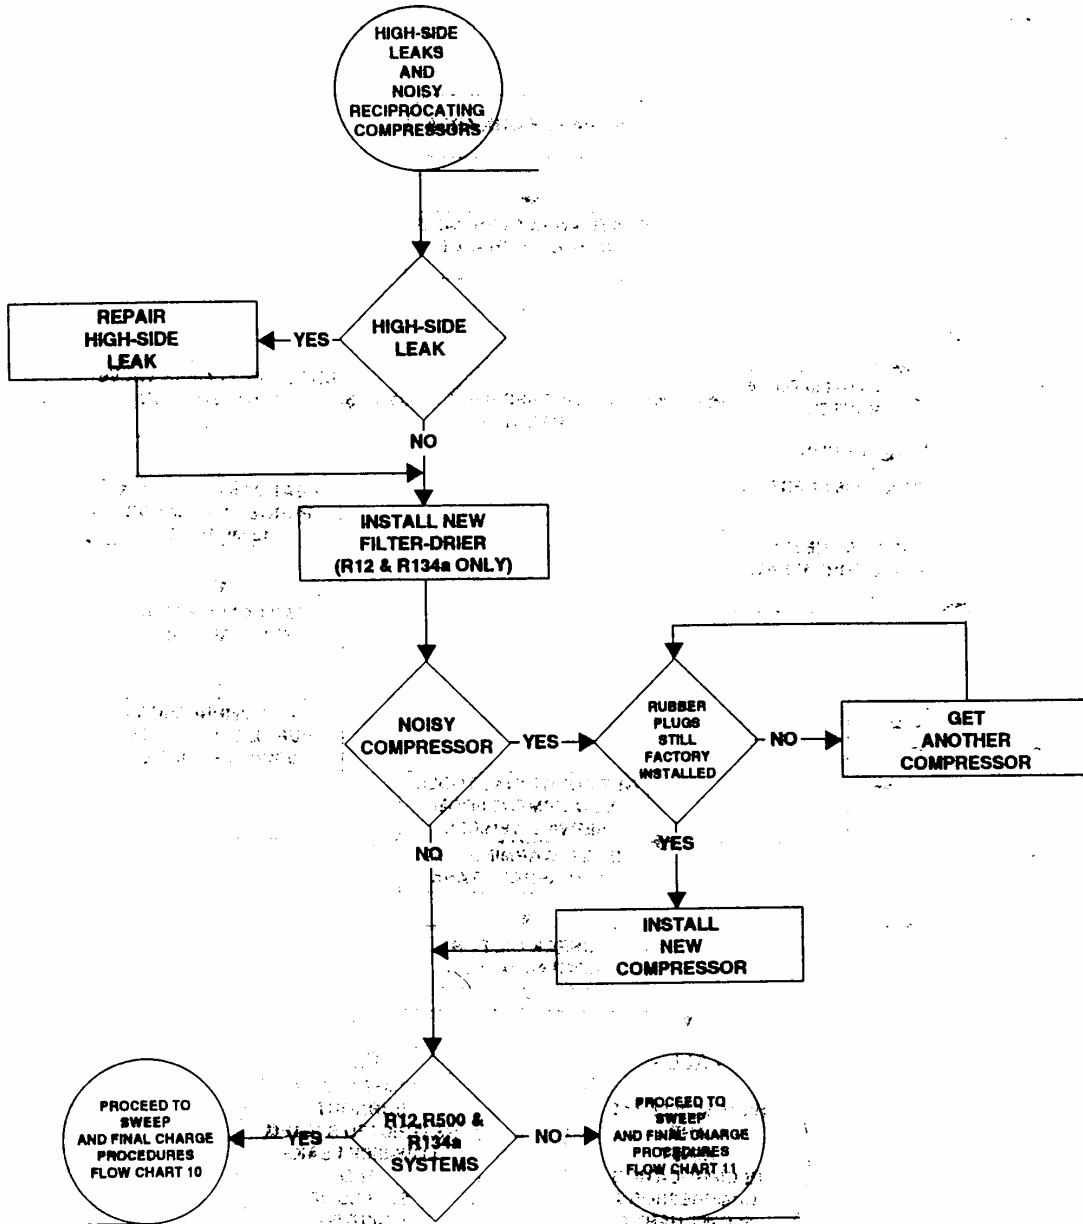 HIGH-SIDE
LEAKS
AND
NOISY
RECIPROCATING
COMPRESSORS
HIGH-SIDE
LEAK
YES
REPAIR
HIGH-SIDE
LEAK
NO
INSTALL NEW
FILTER-DRIER
(R12 & R134a ONLY)
NOISY
COMPRESSOR
YES
RUBBER
PLUGS
STILL
FACTORY
INSTALLED
NO
GET
ANOTHER
COMPRESSOR
YES
INSTALL
NEW
COMPRESSOR
NO
R12,R500 &
R134a
SYSTEMS
YES
PROCEED TO
SWEEP
AND FINAL CHARGE
PROCEDURES
FLOW CHART 10
NO
PROCEED TO
SWEEP
AND FINAL CHARGE
PROCEDURES
FLOW CHART 11